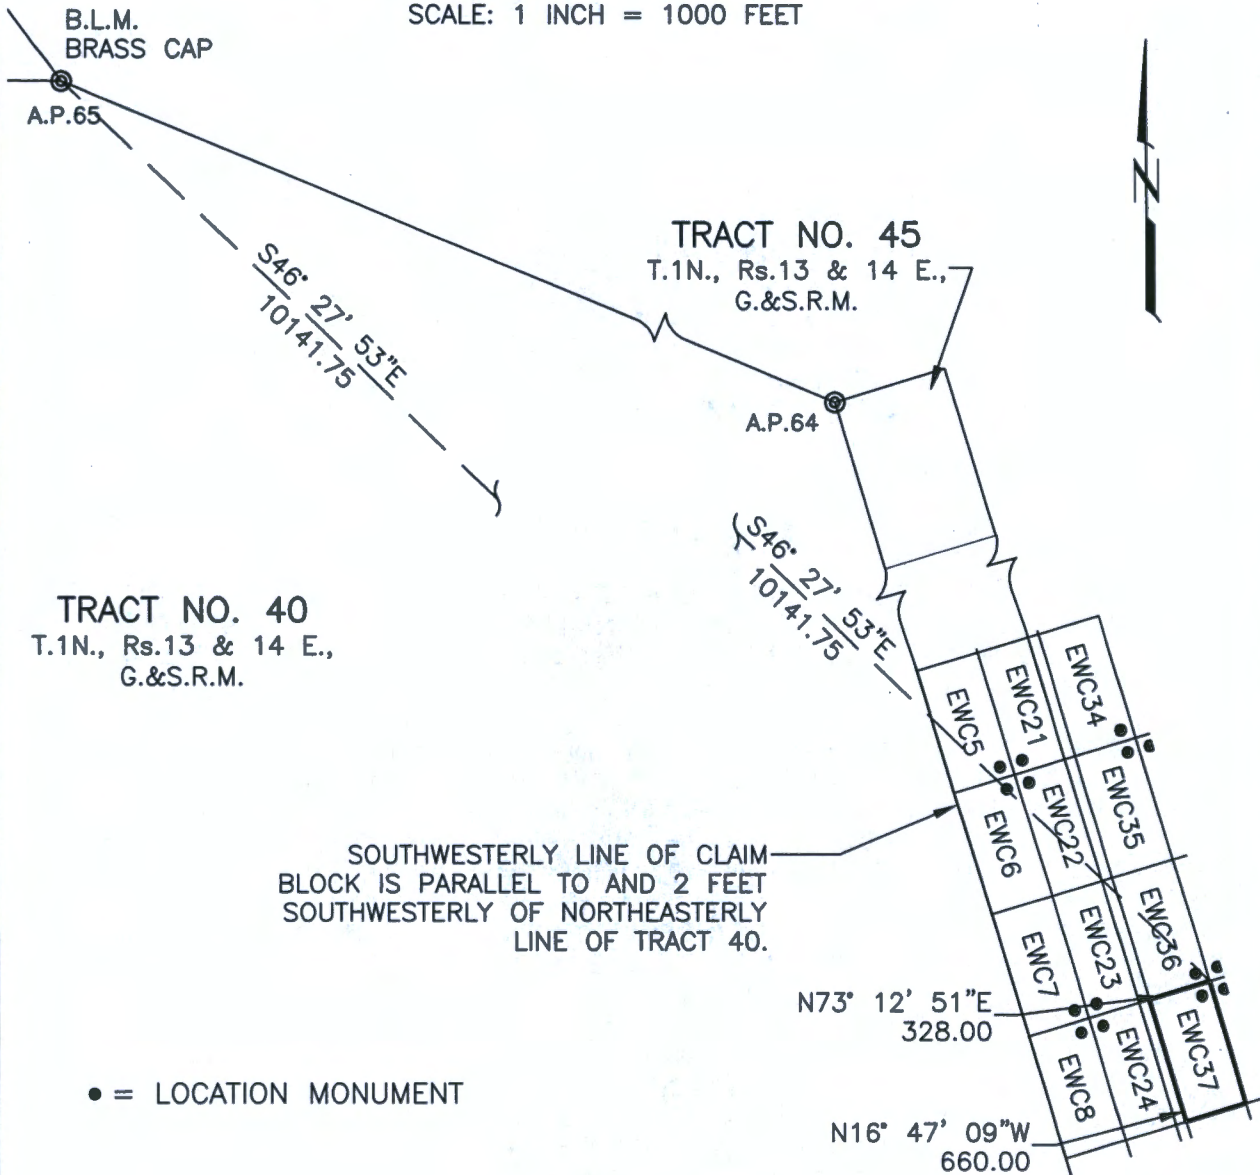 SCALE: 1 INCH = 1000 FEET
B.L.M.
BRASS CAP
A.P.65
N
TRACT NO. 45
T.1N., Rs.13 & 14 E.,
G.&S.R.M.
S46° 27' 53"E
10141.75
A.P.64
S46° 27' 53"E
10141.75
TRACT NO. 40
T.1N., Rs.13 & 14 E.,
G.&S.R.M.
EWC5
EWC21
EWC34
EWC6
EWC22
EWC35
SOUTHWESTERLY LINE OF CLAIM
BLOCK IS PARALLEL TO AND 2 FEET
SOUTHWESTERLY OF NORTHEASTERLY
LINE OF TRACT 40.
EWC7
EWC23
EWC36
N73° 12' 51"E
328.00
EWC8
EWC24
EWC37
• = LOCATION MONUMENT
N16° 47' 09"W
660.00